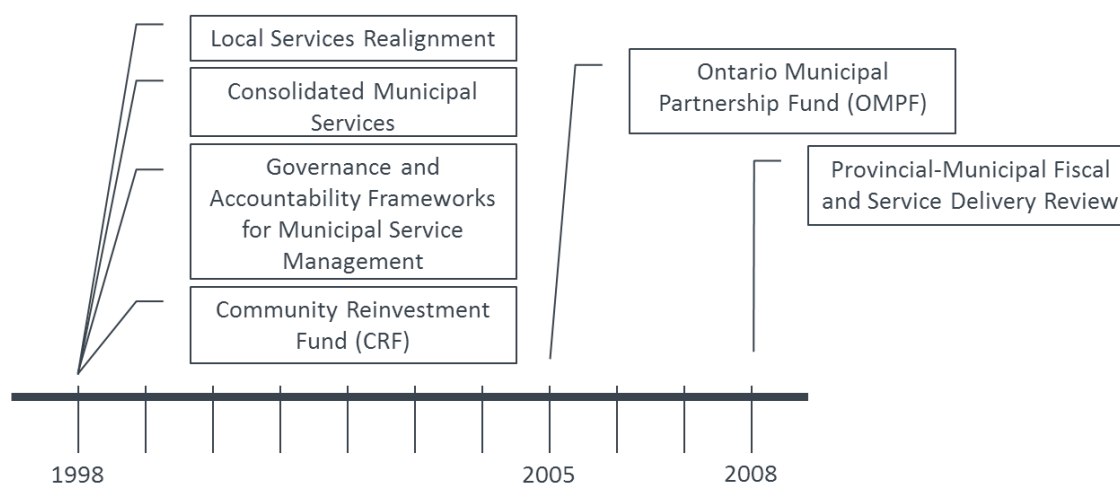 Local Services Realignment
Consolidated Municipal
Services
Governance and
Accountability Frameworks
for Municipal Service
Management
Community Reinvestment
Fund (CRF)
Ontario Municipal
Partnership Fund (OMPF)
Provincial-Municipal Fiscal
and Service Delivery Review
1998
2005
2008